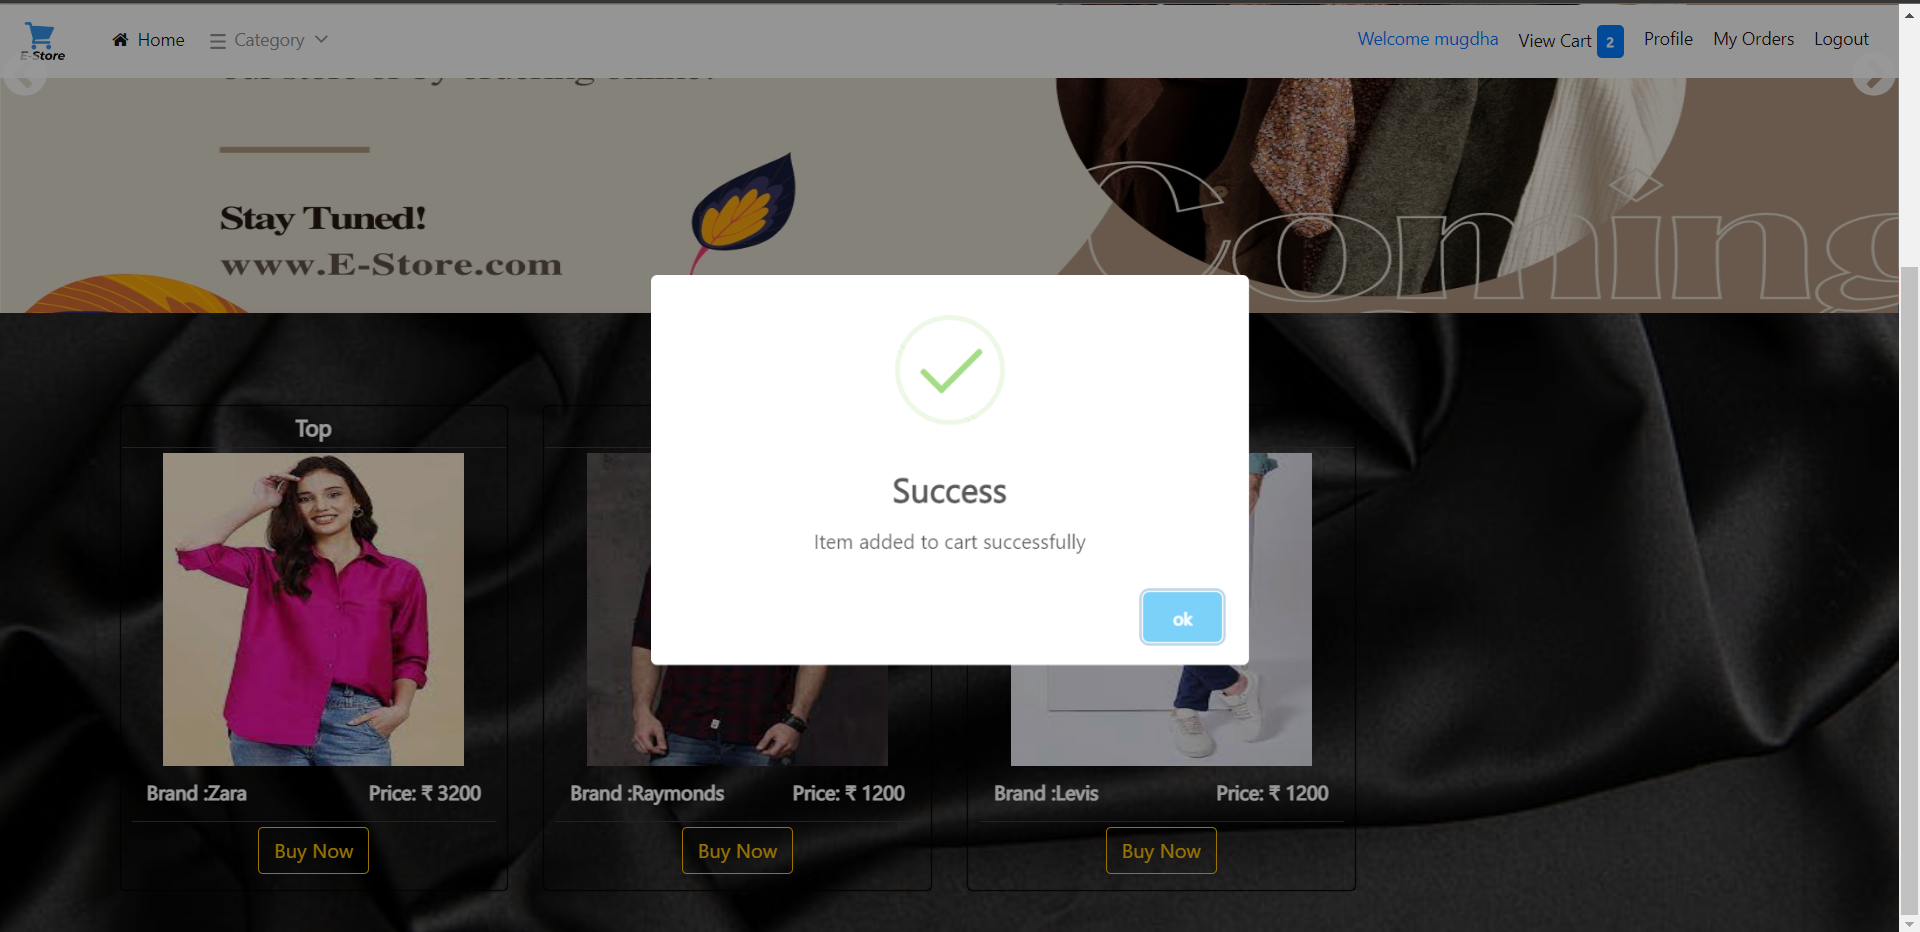 E-Store
Home
Category
Welcome mugdha
View Cart 2
Profile
My Orders
Logout
Stay Tuned!
www.E-Store.com
Coming
Success
Item added to cart successfully
ok
Top
Brand :Zara
Price: ₹ 3200
Buy Now
Brand :Raymonds
Price: ₹ 1200
Buy Now
Brand :Levis
Price: ₹ 1200
Buy Now